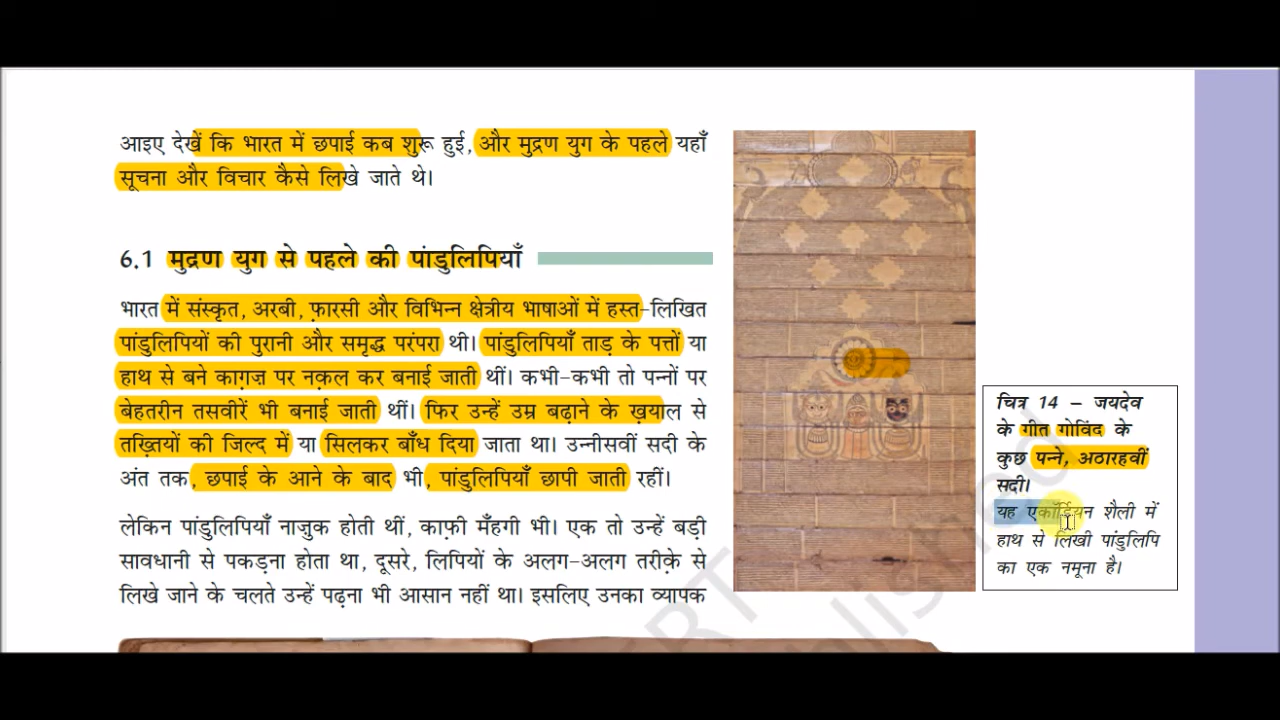 आइए देखें कि भारत में छपाई कब शुरू हुई, और मुद्रण युग के पहले यहाँ
सूचना और विचार कैसे लिखे जाते थे।
6.1 मुद्रण युग से पहले की पांडुलिपियाँ
भारत में संस्कृत, अरबी, फ़ारसी और विभिन्न क्षेत्रीय भाषाओं में हस्त-लिखित
पांडुलिपियों की पुरानी और समृद्ध परंपरा थी। पांडुलिपियाँ ताड़ के पत्तों या
हाथ से बने काग़ज़ पर नक़ल कर बनाई जाती थीं। कभी-कभी तो पन्नों पर
बेहतरीन तसवीरें भी बनाई जाती थीं। फिर उन्हें उम्र बढ़ाने के ख़याल से
तख़्तियों की जिल्द में या सिलकर बाँध दिया जाता था। उन्नीसवीं सदी के
अंत तक, छपाई के आने के बाद भी, पांडुलिपियाँ छापी जाती रहीं।
लेकिन पांडुलिपियाँ नाज़ुक होती थीं, काफ़ी मँहगी भी। एक तो उन्हें बड़ी
सावधानी से पकड़ना होता था, दूसरे, लिपियों के अलग-अलग तरीक़े से
लिखे जाने के चलते उन्हें पढ़ना भी आसान नहीं था। इसलिए उनका व्यापक
चित्र 14 – जयदेव
के गीत गोविंद के
कुछ पन्ने, अठारहवीं
सदी।
यह एकॉर्डियन शैली में
हाथ से लिखी पांडुलिपि
का एक नमूना है।